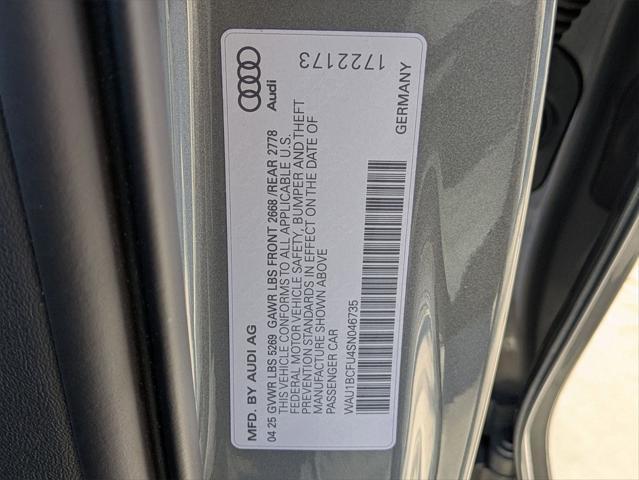 MFD. BY AUDI AG
Audi
04 25 GVWR LBS 5269 GAWR LBS FRONT 2668 /REAR 2778
THIS VEHICLE CONFORMS TO ALL APPLICABLE U.S.
FEDERAL MOTOR VEHICLE SAFETY, BUMPER AND THEFT
PREVENTION STANDARDS IN EFFECT ON THE DATE OF
MANUFACTURE SHOWN ABOVE
PASSENGER CAR
WAU1BCFU4SN046735
1722173
GERMANY